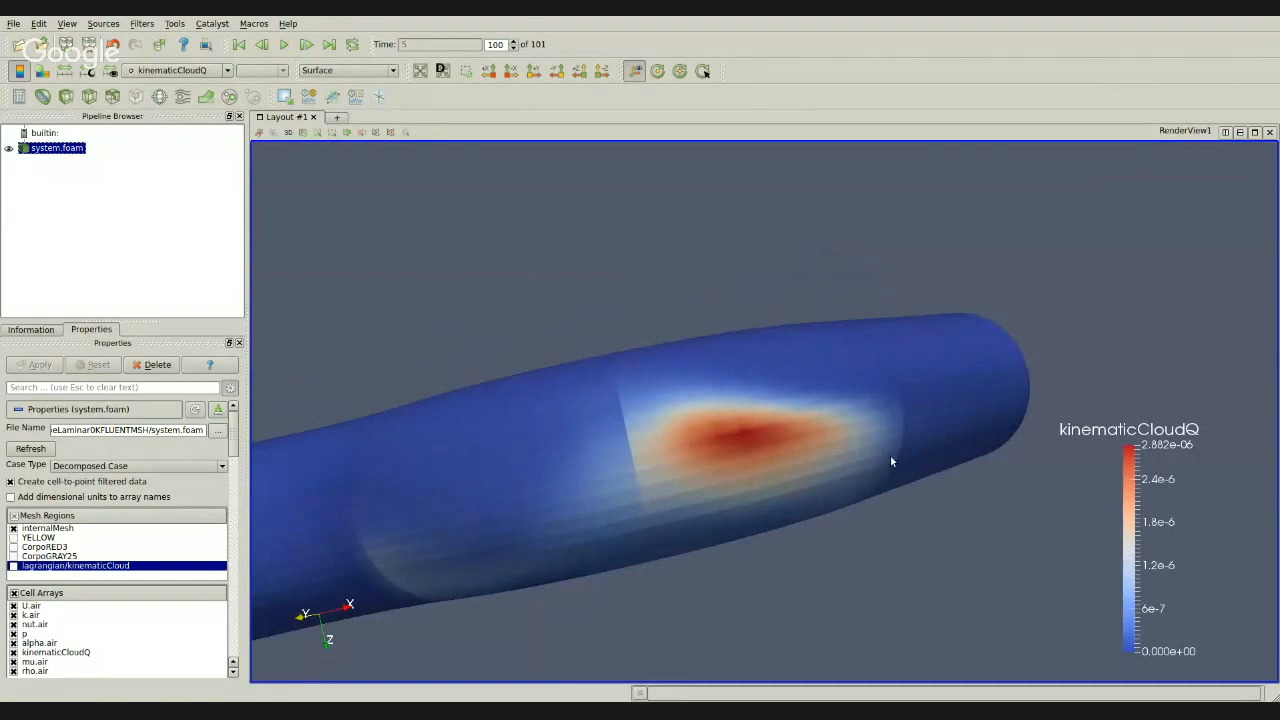 File Edit View Sources Filters Tools Catalyst Macros Help
Google
Time: 5 100 of 101
kinematicCloudQ Surface
Pipeline Browser
Layout #1
3D
RenderView1
builtin:
system.foam
Information Properties
Properties
Apply Reset Delete ?
Search ... (use Esc to clear text)
Properties (system.foam)
File Name eLaminar0KFLUENTMSH/system.foam ...
Refresh
Case Type Decomposed Case
Create cell-to-point filtered data
Add dimensional units to array names
Mesh Regions
internalMesh
YELLOW
CorpoRED3
CorpoGRAY25
lagrangian/kinematicCloud
Cell Arrays
U.air
k.air
nut.air
p
alpha.air
kinematicCloudQ
mu.air
rho.air
X
Y
Z
kinematicCloudQ
2.882e-06
2.4e-6
1.8e-6
1.2e-6
6e-7
0.000e+00